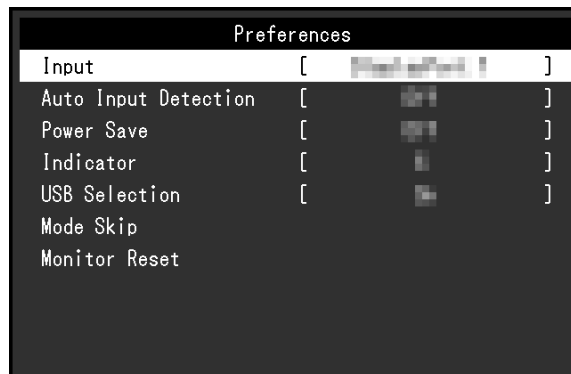 Preferences
Input [ ]
Auto Input Detection [ ]
Power Save [ ]
Indicator [ ]
USB Selection [ ]
Mode Skip
Monitor Reset